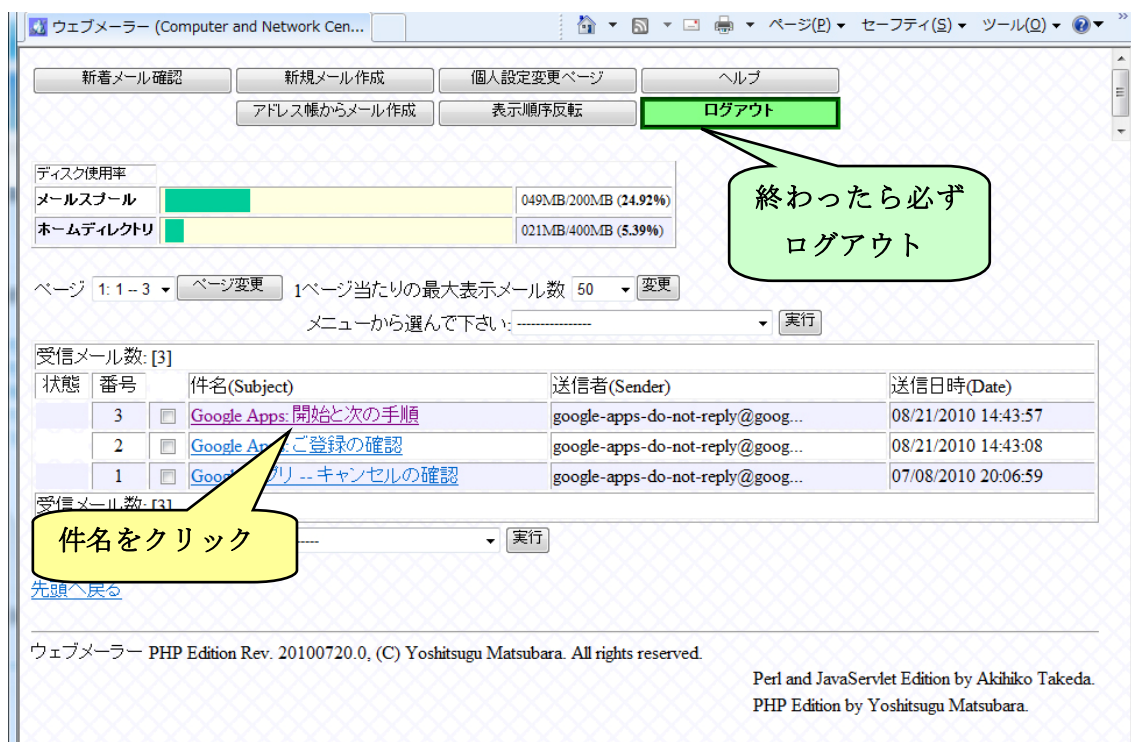 ウェブメーラー (Computer and Network Cen...
ページ(P) セーフティ(S) ツール(O)
新着メール確認 新規メール作成 個人設定変更ページ ヘルプ
アドレス帳からメール作成 表示順序反転 ログアウト
終わったら必ず
ログアウト
ディスク使用率
メールスプール 049MB/200MB (24.92%)
ホームディレクトリ 021MB/400MB (5.39%)
ページ 1: 1 -- 3 ページ変更 1ページ当たりの最大表示メール数 50 変更
メニューから選んで下さい: ---------------- 実行
受信メール数: [3]
状態 番号 件名(Subject) 送信者(Sender) 送信日時(Date)
3 Google Apps: 開始と次の手順 google-apps-do-not-reply@goog... 08/21/2010 14:43:57
2 Google Ap ご登録の確認 google-apps-do-not-reply@goog... 08/21/2010 14:43:08
1 Goog プリ -- キャンセルの確認 google-apps-do-not-reply@goog... 07/08/2010 20:06:59
受信メール数: [3]
件名をクリック
実行
先頭へ戻る
ウェブメーラー PHP Edition Rev. 20100720.0, (C) Yoshitsugu Matsubara. All rights reserved.
Perl and JavaServlet Edition by Akihiko Takeda.
PHP Edition by Yoshitsugu Matsubara.